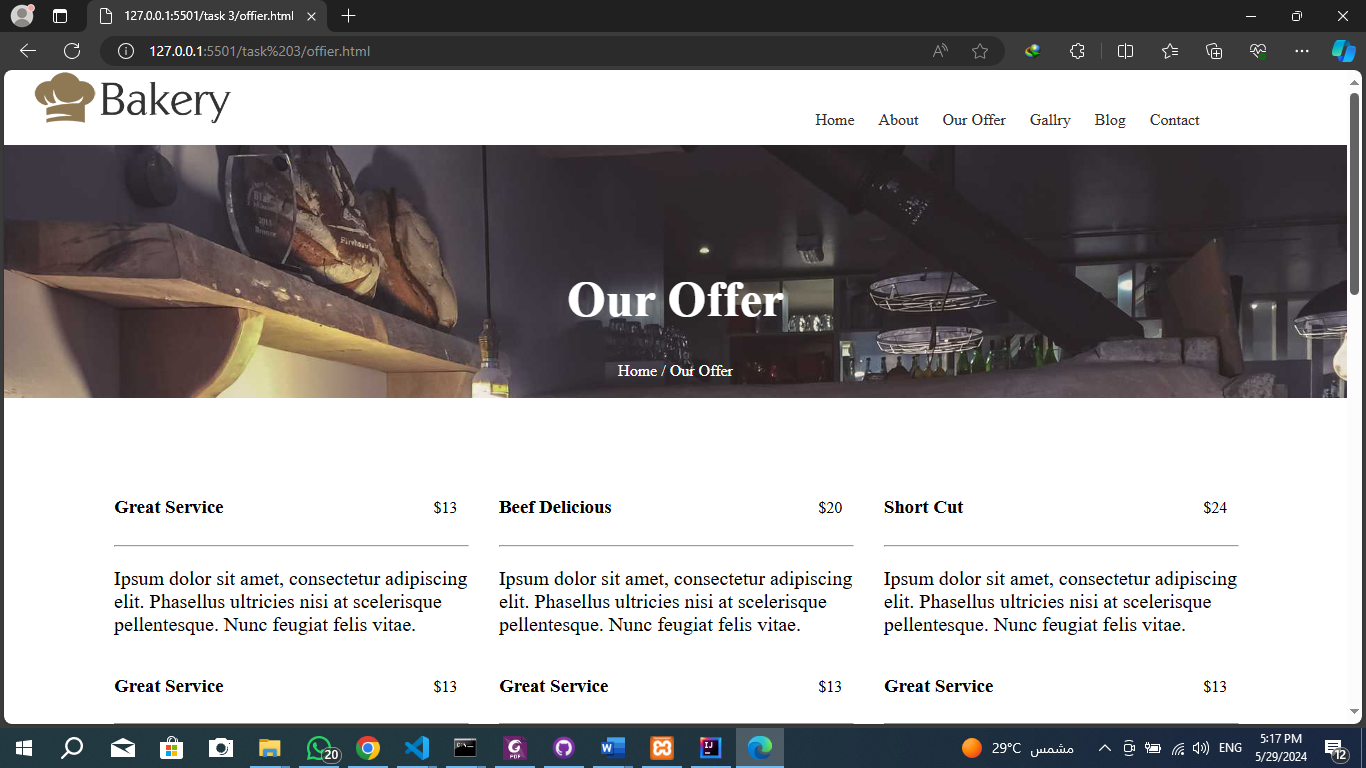 127.0.0.1:5501/task 3/offier.html
127.0.0.1:5501/task%203/offier.html
Bakery
Home About Our Offer Gallry Blog Contact
Our Offer
Home / Our Offer
Great Service $13
Beef Delicious $20
Short Cut $24
Ipsum dolor sit amet, consectetur adipiscing
elit. Phasellus ultricies nisi at scelerisque
pellentesque. Nunc feugiat felis vitae.
Ipsum dolor sit amet, consectetur adipiscing
elit. Phasellus ultricies nisi at scelerisque
pellentesque. Nunc feugiat felis vitae.
Ipsum dolor sit amet, consectetur adipiscing
elit. Phasellus ultricies nisi at scelerisque
pellentesque. Nunc feugiat felis vitae.
Great Service $13
Great Service $13
Great Service $13
20
29°C مشمس
ENG
5:17 PM
5/29/2024
12